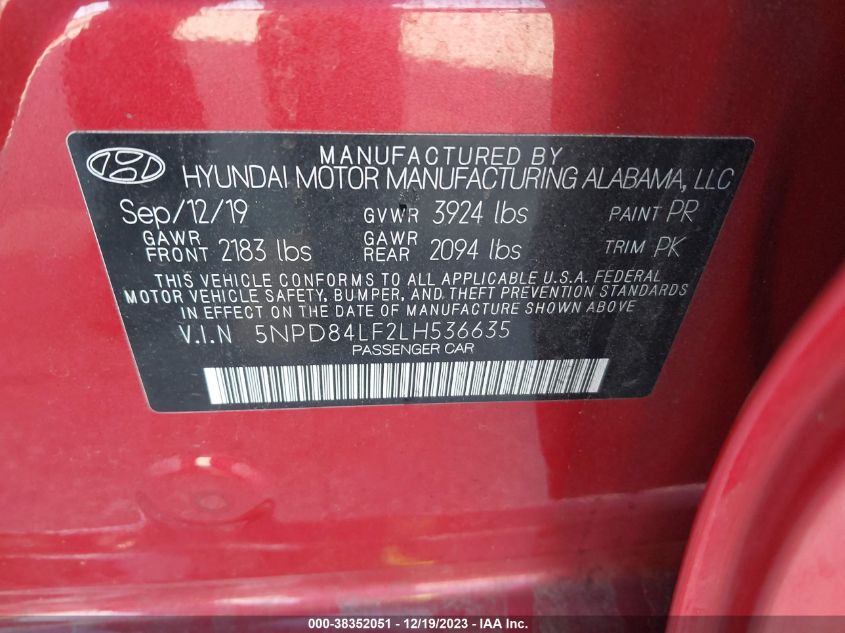 MANUFACTURED BY
HYUNDAI MOTOR MANUFACTURING ALABAMA, LLC
Sep/12/19 GVWR 3924 lbs PAINT PR
GAWR FRONT 2183 lbs GAWR REAR 2094 lbs TRIM PK
THIS VEHICLE CONFORMS TO ALL APPLICABLE U.S.A. FEDERAL
MOTOR VEHICLE SAFETY, BUMPER, AND THEFT PREVENTION STANDARDS
IN EFFECT ON THE DATE OF MANUFACTURE SHOWN ABOVE.
V.I.N 5NPD84LF2LH536635
PASSENGER CAR
000-38352051 - 12/19/2023 - IAA Inc.